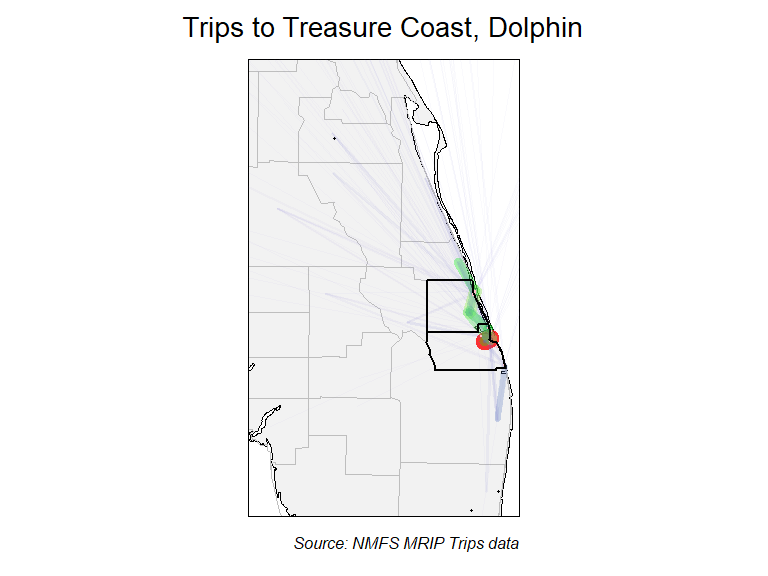 Trips to Treasure Coast, Dolphin
Source: NMFS MRIP Trips data